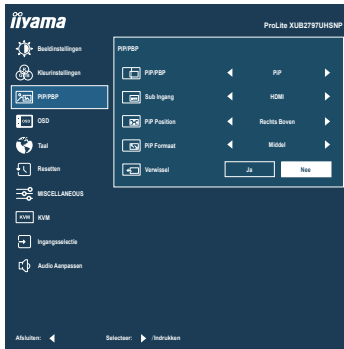 iiyama
ProLite XUB2797UHSNP
Beeldinstellingen
Kleurinstellingen
PIP/PBP
OSD OSD
Taal
Resetten
MISCELLANEOUS
KVM KVM
Ingangsselectie
Audio Aanpassen
PIP/PBP
PIP/PBP PIP
Sub Ingang HDMI
PIP Position Rechts Boven
PIP Formaat Middel
Verwissel Ja Nee
Afsluiten: Selecteer: /Indrukken